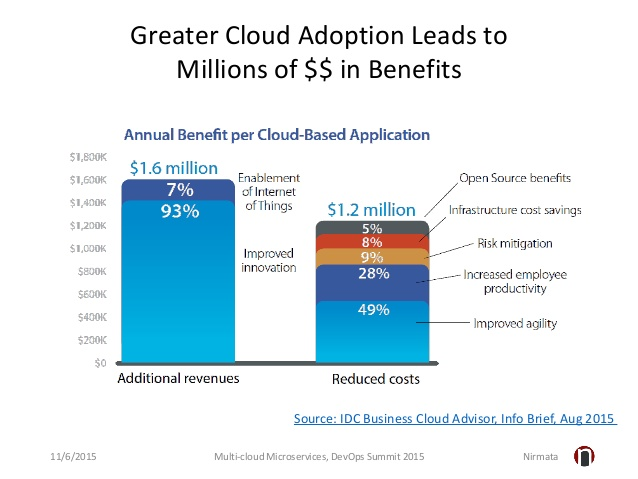 Greater Cloud Adoption Leads to
Millions of $$ in Benefits
Annual Benefit per Cloud-Based Application
$1,800K
$1,600K
$1,400K
$1,200K
$1,000K
$800K
$600K
$400K
$200K
$0
$1.6 million
7%
93%
Enablement
of Internet
of Things
Improved
innovation
Additional revenues
$1.2 million
5%
8%
9%
28%
49%
Open Source benefits
Infrastructure cost savings
Risk mitigation
Increased employee
productivity
Improved agility
Reduced costs
Source: IDC Business Cloud Advisor, Info Brief, Aug 2015
11/6/2015
Multi-cloud Microservices, DevOps Summit 2015
Nirmata
n